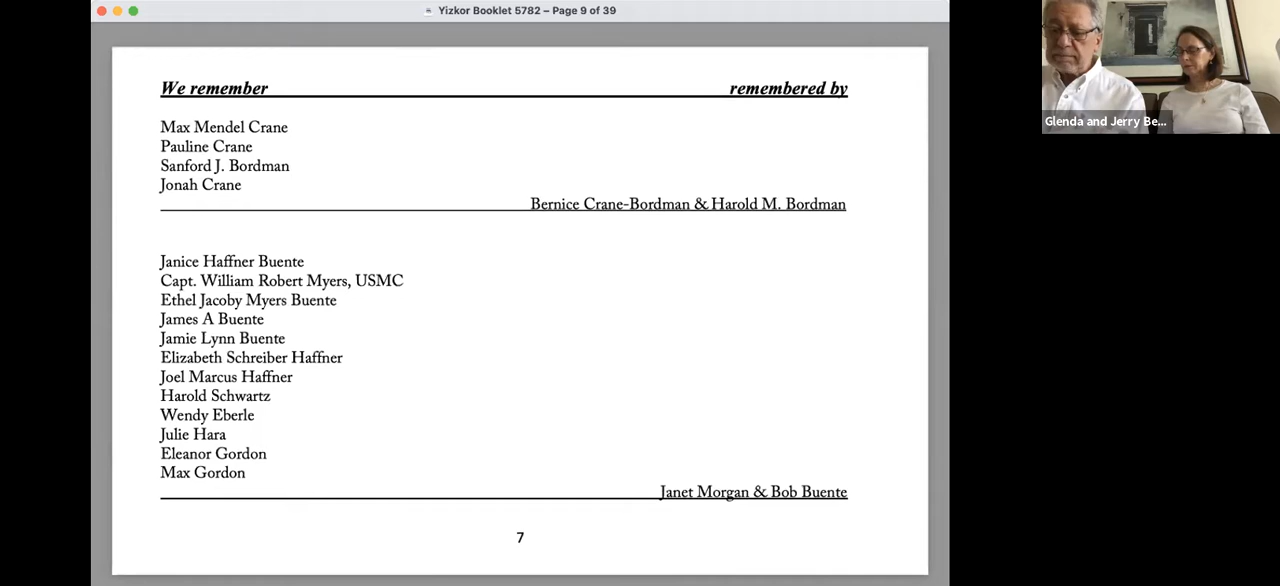 Yizkor Booklet 5782 – Page 9 of 39
We remember remembered by
Max Mendel Crane
Pauline Crane
Sanford J. Bordman
Jonah Crane
Bernice Crane-Bordman & Harold M. Bordman
Janice Haffner Buente
Capt. William Robert Myers, USMC
Ethel Jacoby Myers Buente
James A Buente
Jamie Lynn Buente
Elizabeth Schreiber Haffner
Joel Marcus Haffner
Harold Schwartz
Wendy Eberle
Julie Hara
Eleanor Gordon
Max Gordon
Janet Morgan & Bob Buente
7
Glenda and Jerry Be...